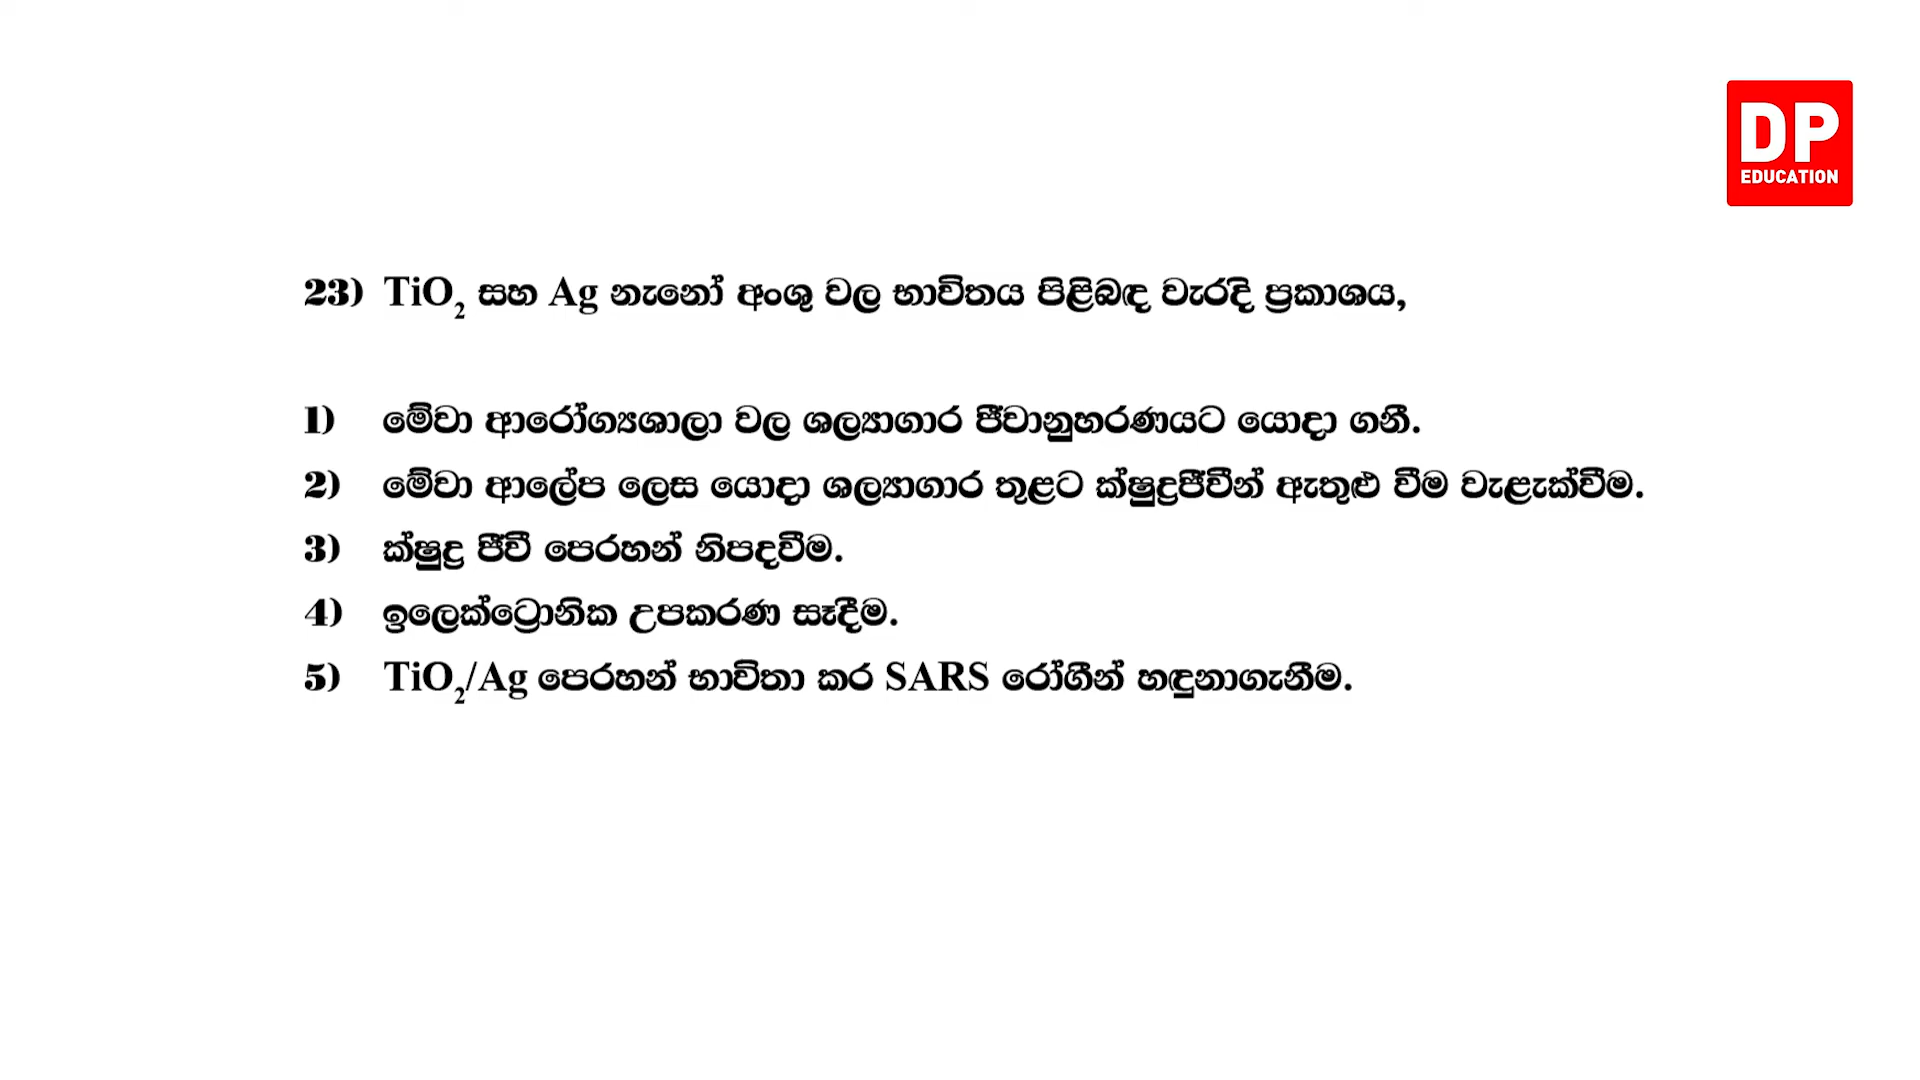 DP
EDUCATION
23) TiO₂ සහ Ag නැනෝ අංශු වල භාවිතය පිළිබඳ වැරදි ප්‍රකාශය,
1) මේවා ආරෝග්‍යශාලා වල ශල්‍යාගාර ජීවානුහරණයට යොදා ගනී.
2) මේවා ආලේප ලෙස යොදා ශල්‍යාගාර තුළට ක්ෂුද්‍රජීවීන් ඇතුළු වීම වැළැක්වීම.
3) ක්ෂුද්‍ර ජීවී පෙරහන් නිපදවීම.
4) ඉලෙක්ට්‍රොනික උපකරණ සෑදීම.
5) TiO₂/Ag පෙරහන් භාවිතා කර SARS රෝගීන් හඳුනාගැනීම.